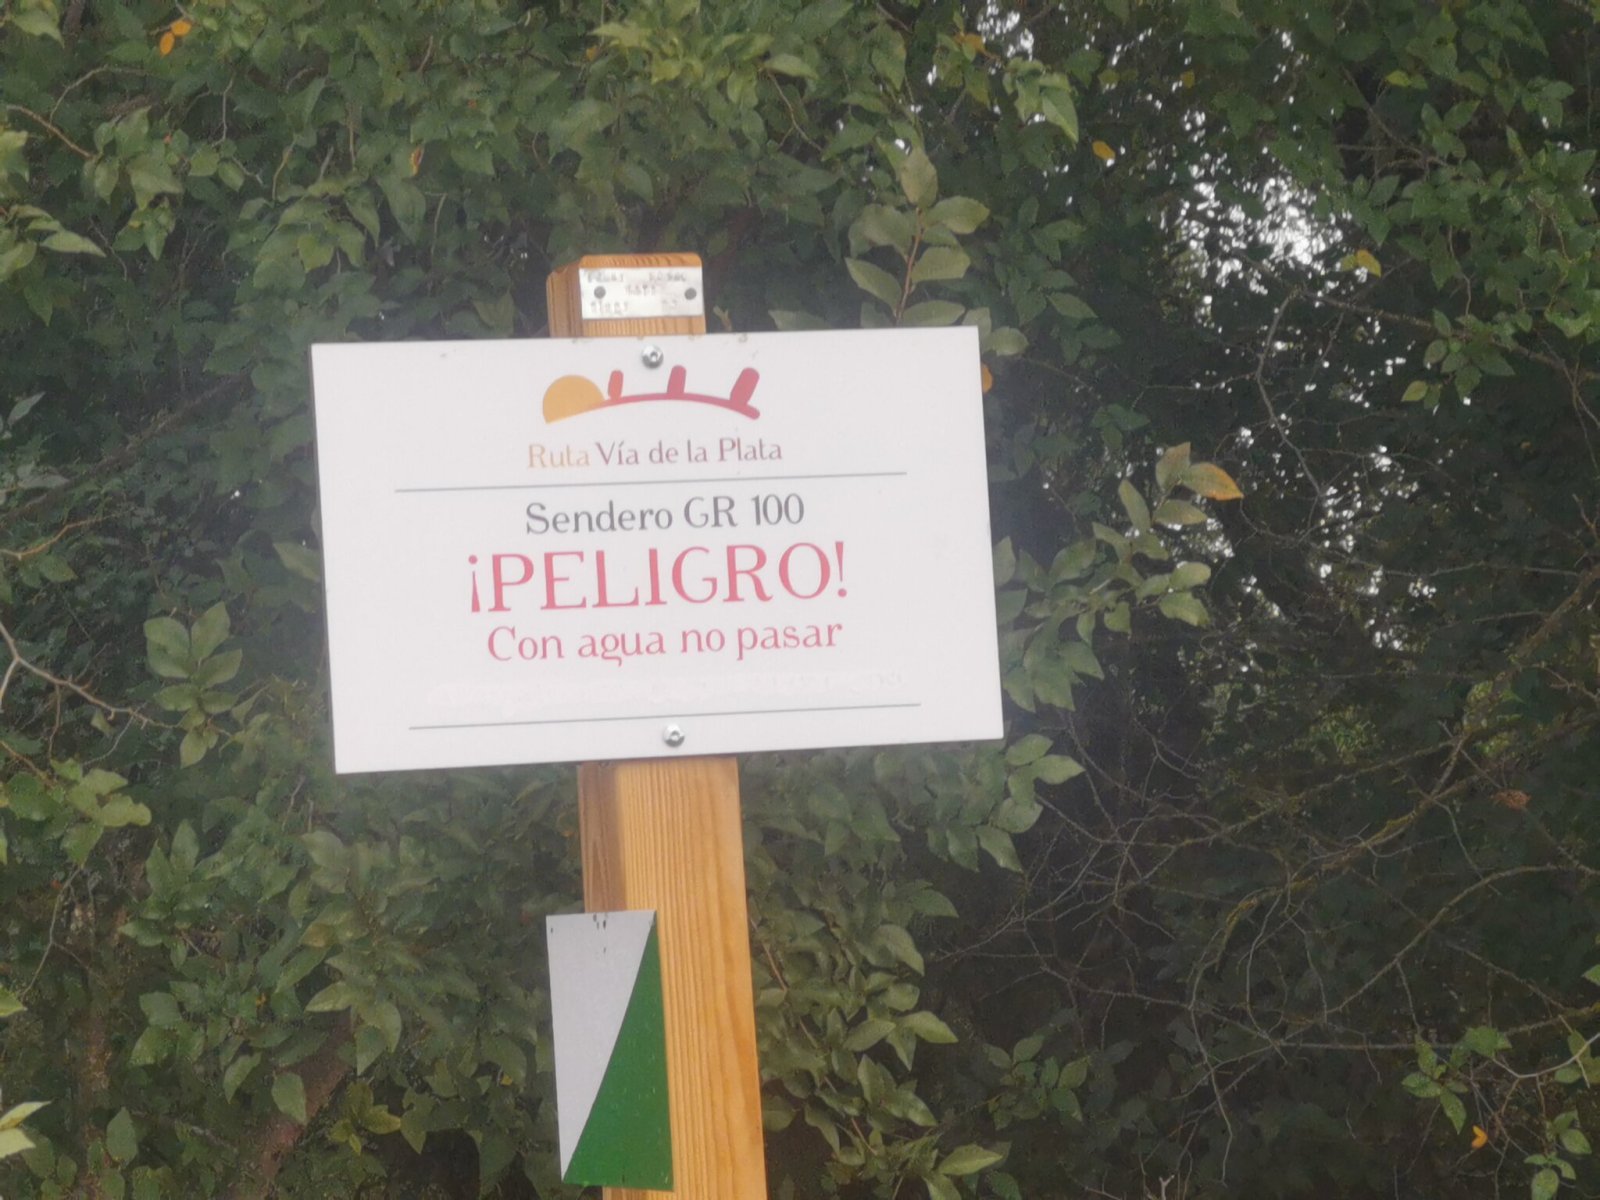 Ruta Vía de la Plata
Sendero GR 100
¡PELIGRO!
Con agua no pasar